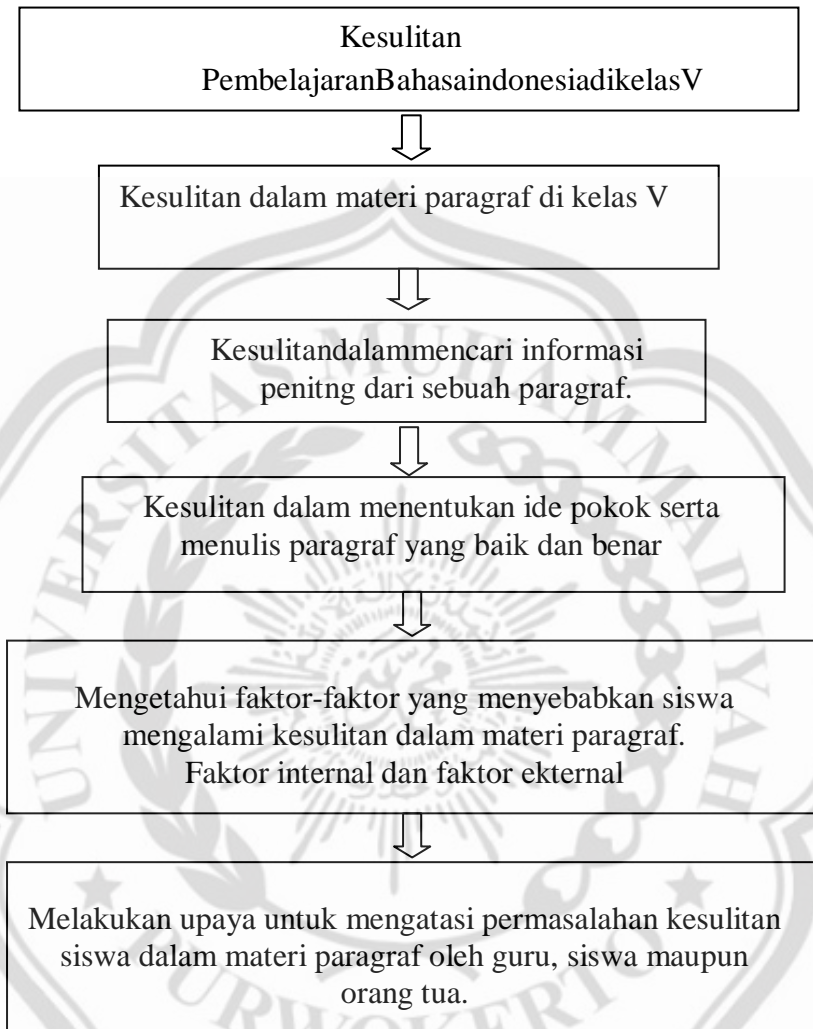 Kesulitan
PembelajaranBahasaindonesiadikelasV
Kesulitan dalam materi paragraf di kelas V
Kesulitandalammencari informasi
penitng dari sebuah paragraf.
Kesulitan dalam menentukan ide pokok serta
menulis paragraf yang baik dan benar
Mengetahui faktor-faktor yang menyebabkan siswa
mengalami kesulitan dalam materi paragraf.
Faktor internal dan faktor ekternal
Melakukan upaya untuk mengatasi permasalahan kesulitan
siswa dalam materi paragraf oleh guru, siswa maupun
orang tua.
UNIVERSITAS MUHAMMADIYAH
PURWOKERTO